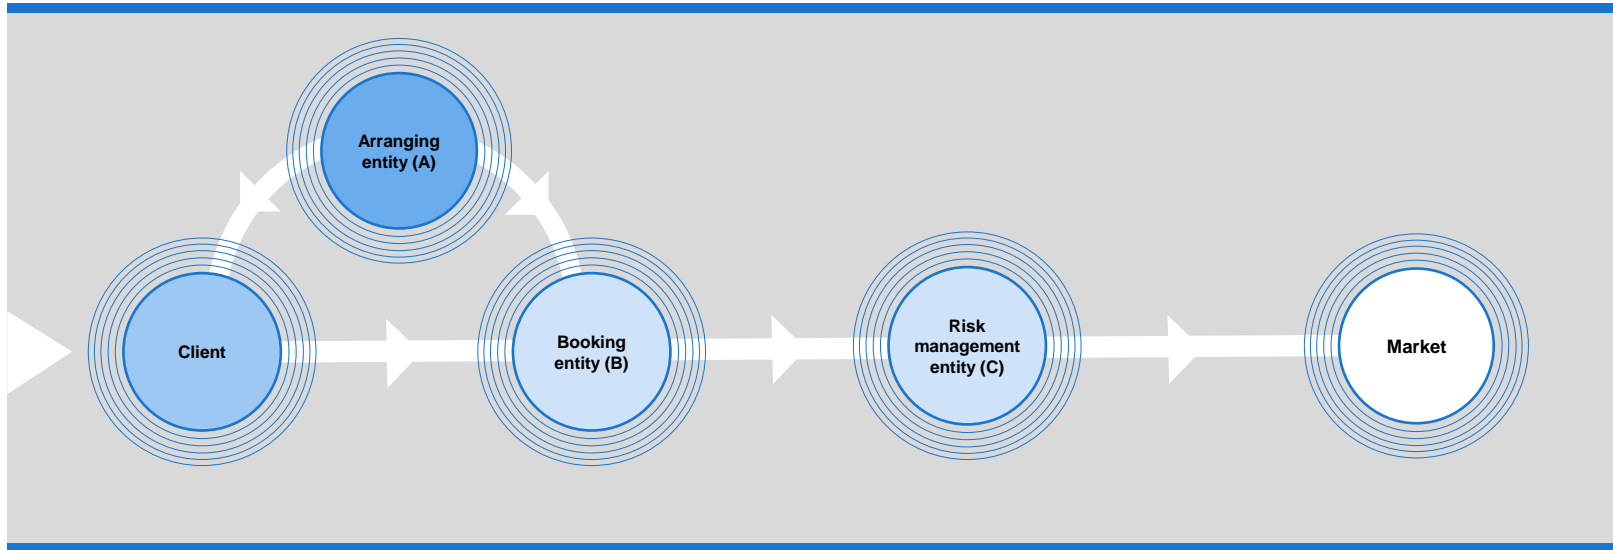 Arranging
entity (A)
Client
Booking
entity (B)
Risk
management
entity (C)
Market